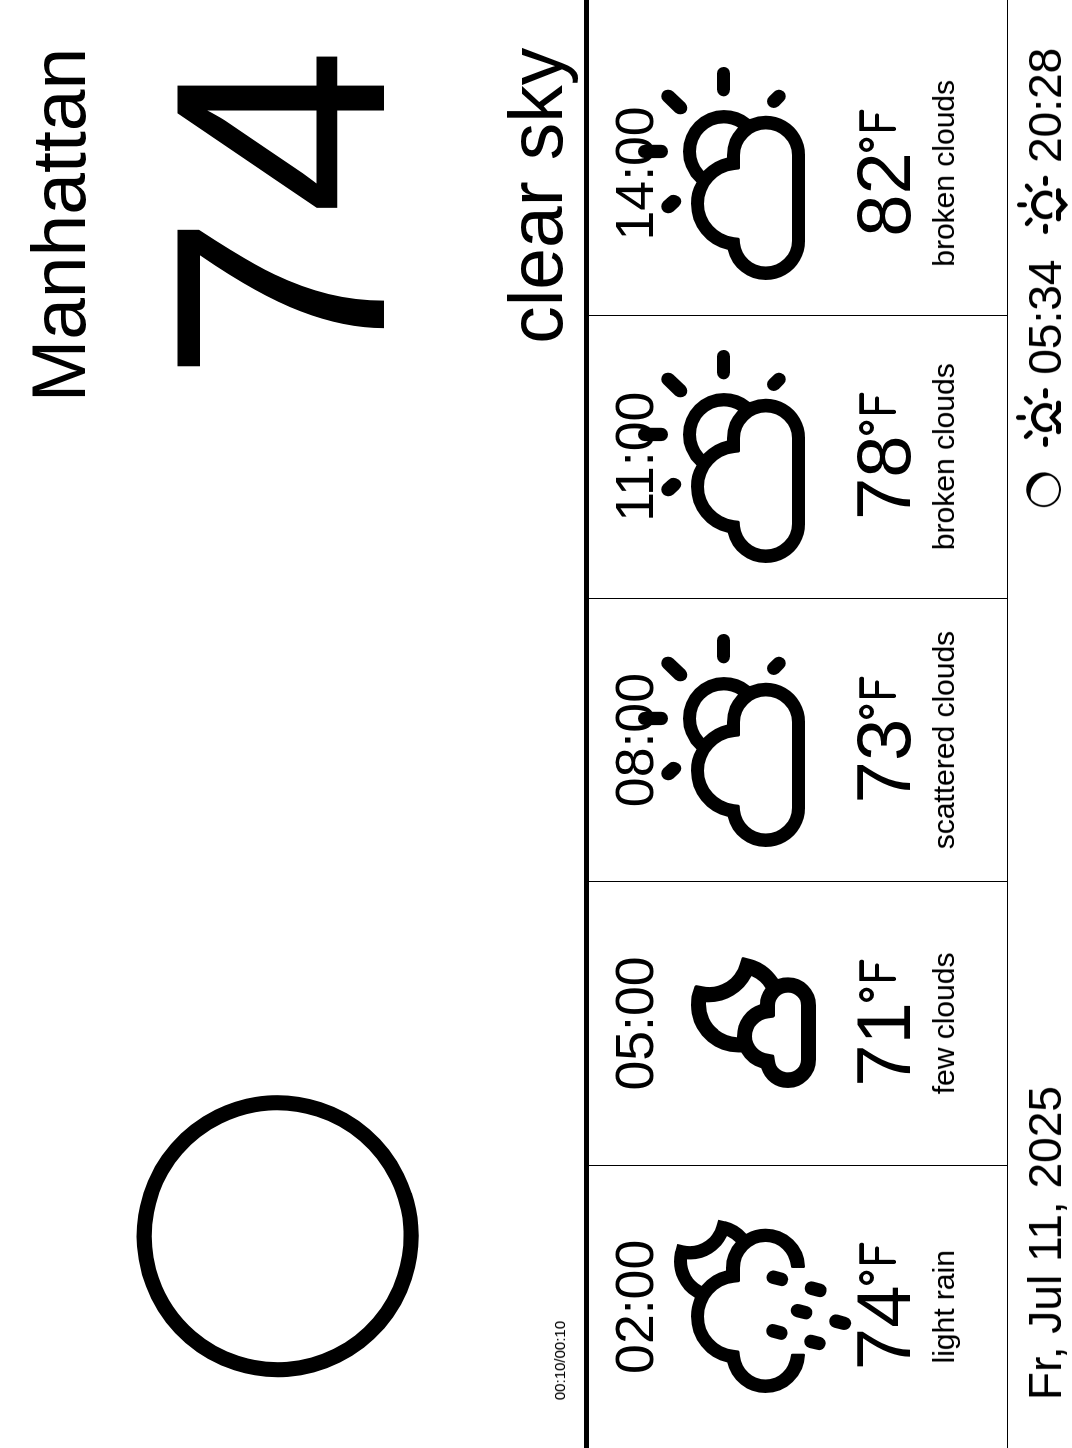 Manhattan
74
clear sky
00:10/00:10
02:00 05:00 08:00 11:00 14:00
74°F 71°F 73°F 78°F 82°F
light rain few clouds scattered clouds broken clouds broken clouds
Fr, Jul 11, 2025 05:34 20:28